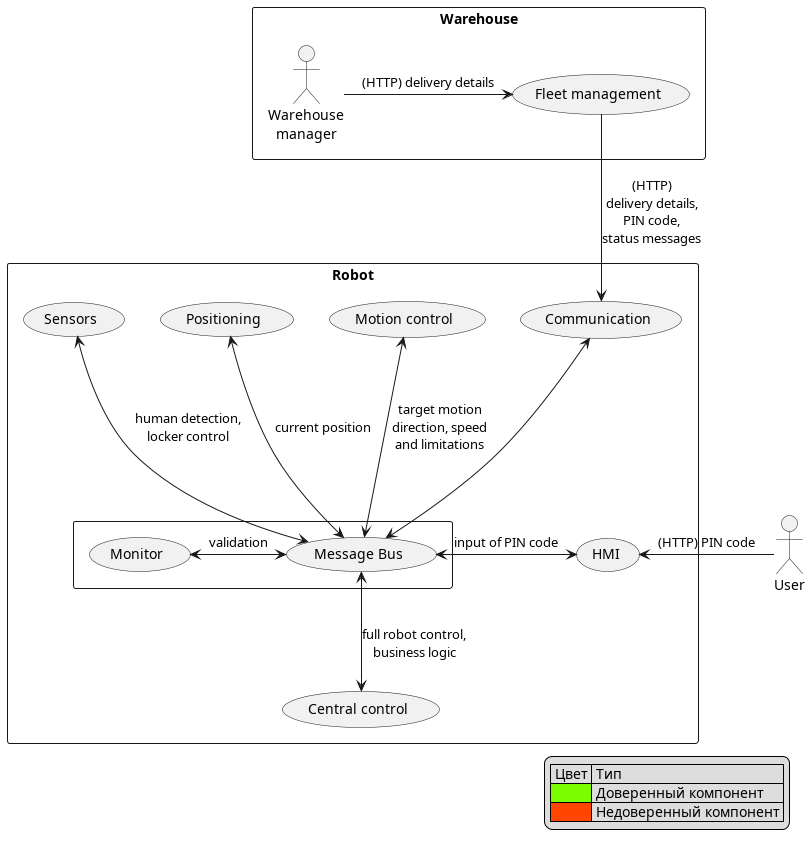 Warehouse
Warehouse
manager
(HTTP) delivery details
Fleet management
(HTTP)
delivery details,
PIN code,
status messages
Robot
Sensors
Positioning
Motion control
Communication
human detection,
locker control
current position
target motion
direction, speed
and limitations
Monitor
validation
Message Bus
input of PIN code
HMI
(HTTP) PIN code
User
full robot control,
business logic
Central control
Цвет Тип
Доверенный компонент
Недоверенный компонент